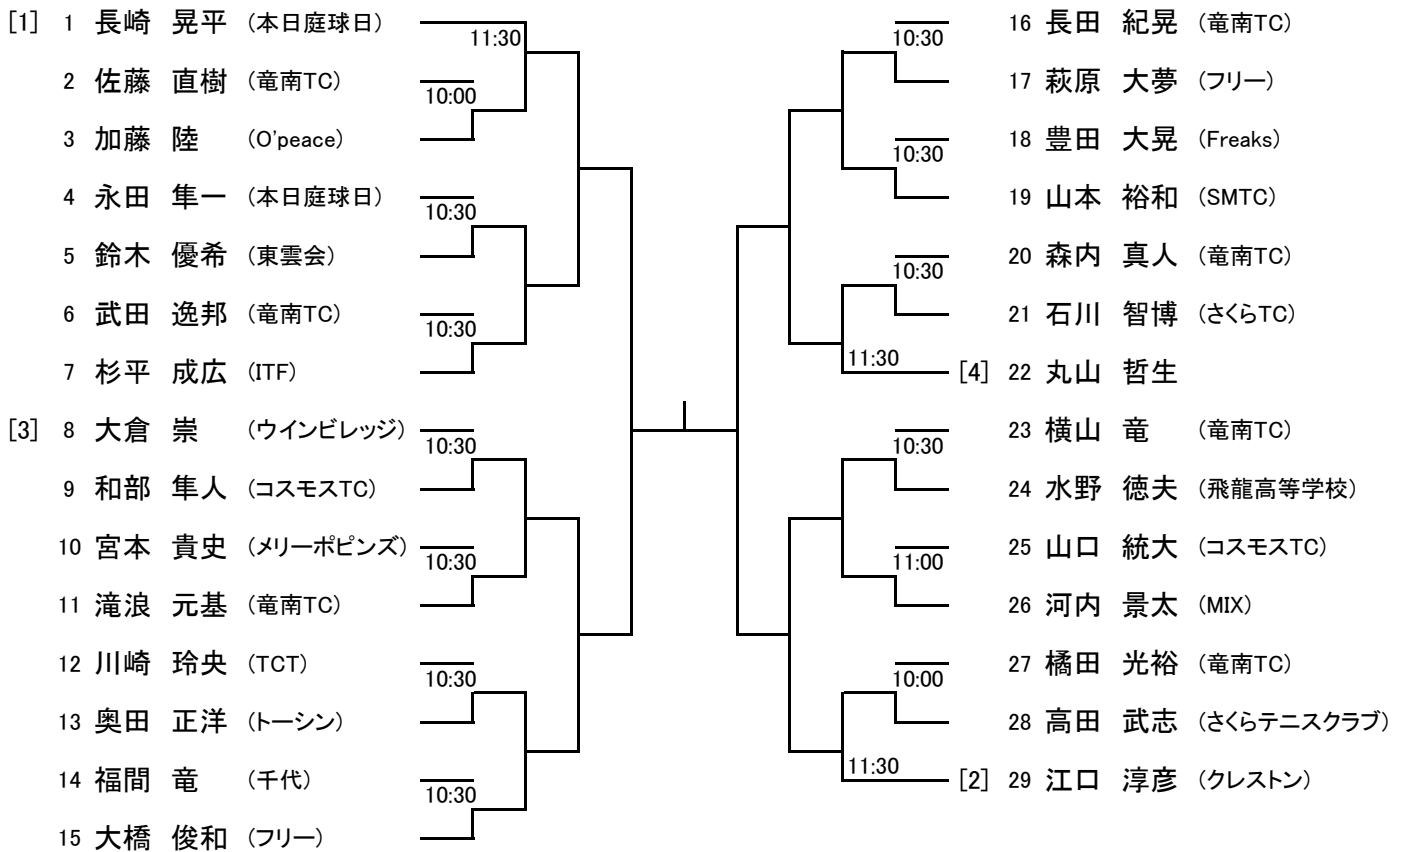 [1] 1 長崎 晃平 (本日庭球日)
11:30
2 佐藤 直樹 (竜南TC)
10:00
3 加藤 陸 (O'peace)
4 永田 隼一 (本日庭球日)
10:30
5 鈴木 優希 (東雲会)
6 武田 逸邦 (竜南TC)
10:30
7 杉平 成広 (ITF)
[3] 8 大倉 崇 (ウインビレッジ)
10:30
9 和部 隼人 (コスモスTC)
10 宮本 貴史 (メリーポピンズ)
10:30
11 滝浪 元基 (竜南TC)
12 川崎 玲央 (TCT)
10:30
13 奥田 正洋 (トーシン)
14 福間 竜 (千代)
10:30
15 大橋 俊和 (フリー)
16 長田 紀晃 (竜南TC)
10:30
17 萩原 大夢 (フリー)
18 豊田 大晃 (Freaks)
10:30
19 山本 裕和 (SMTC)
20 森内 真人 (竜南TC)
10:30
21 石川 智博 (さくらTC)
11:30
[4] 22 丸山 哲生
23 横山 竜 (竜南TC)
10:30
24 水野 徳夫 (飛龍高等学校)
25 山口 統大 (コスモスTC)
11:00
26 河内 景太 (MIX)
27 橘田 光裕 (竜南TC)
10:00
28 高田 武志 (さくらテニスクラブ)
11:30
[2] 29 江口 淳彦 (クレストン)